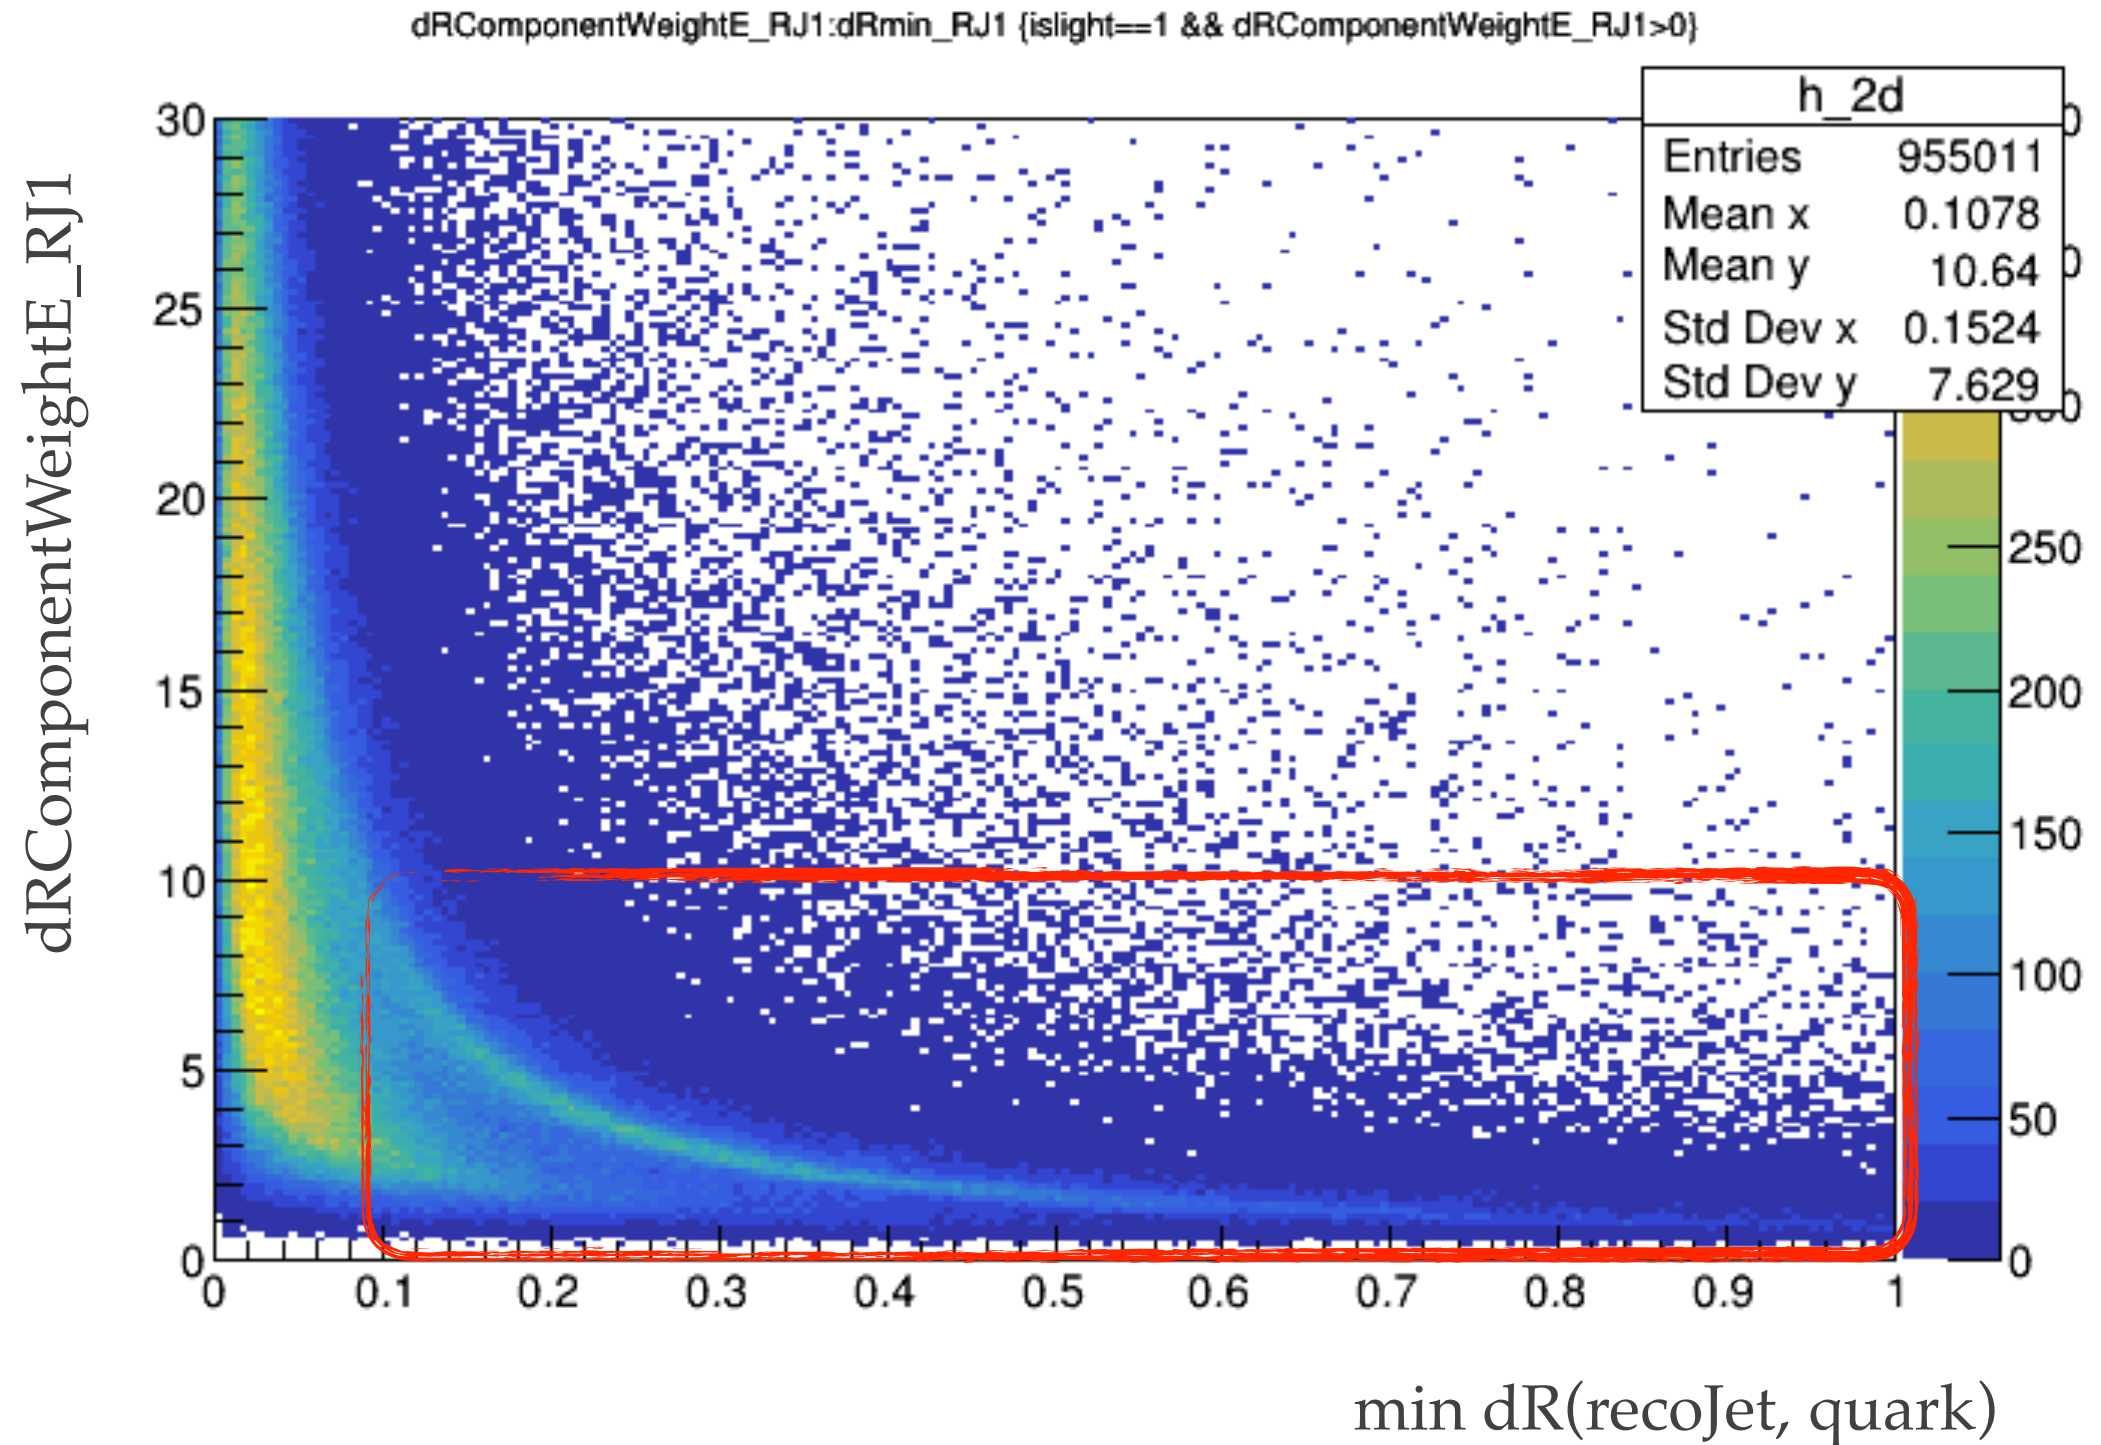 dRComponentWeightE_RJ1:dRmin_RJ1 {islight==1 && dRComponentWeightE_RJ1>0}
h_2d
Entries 955011
Mean x 0.1078
Mean y 10.64
Std Dev x 0.1524
Std Dev y 7.629
dRComponentWeightE_RJ1
30
25
20
15
10
5
0
0 0.1 0.2 0.3 0.4 0.5 0.6 0.7 0.8 0.9 1
250
200
150
100
50
0
min dR(recoJet, quark)